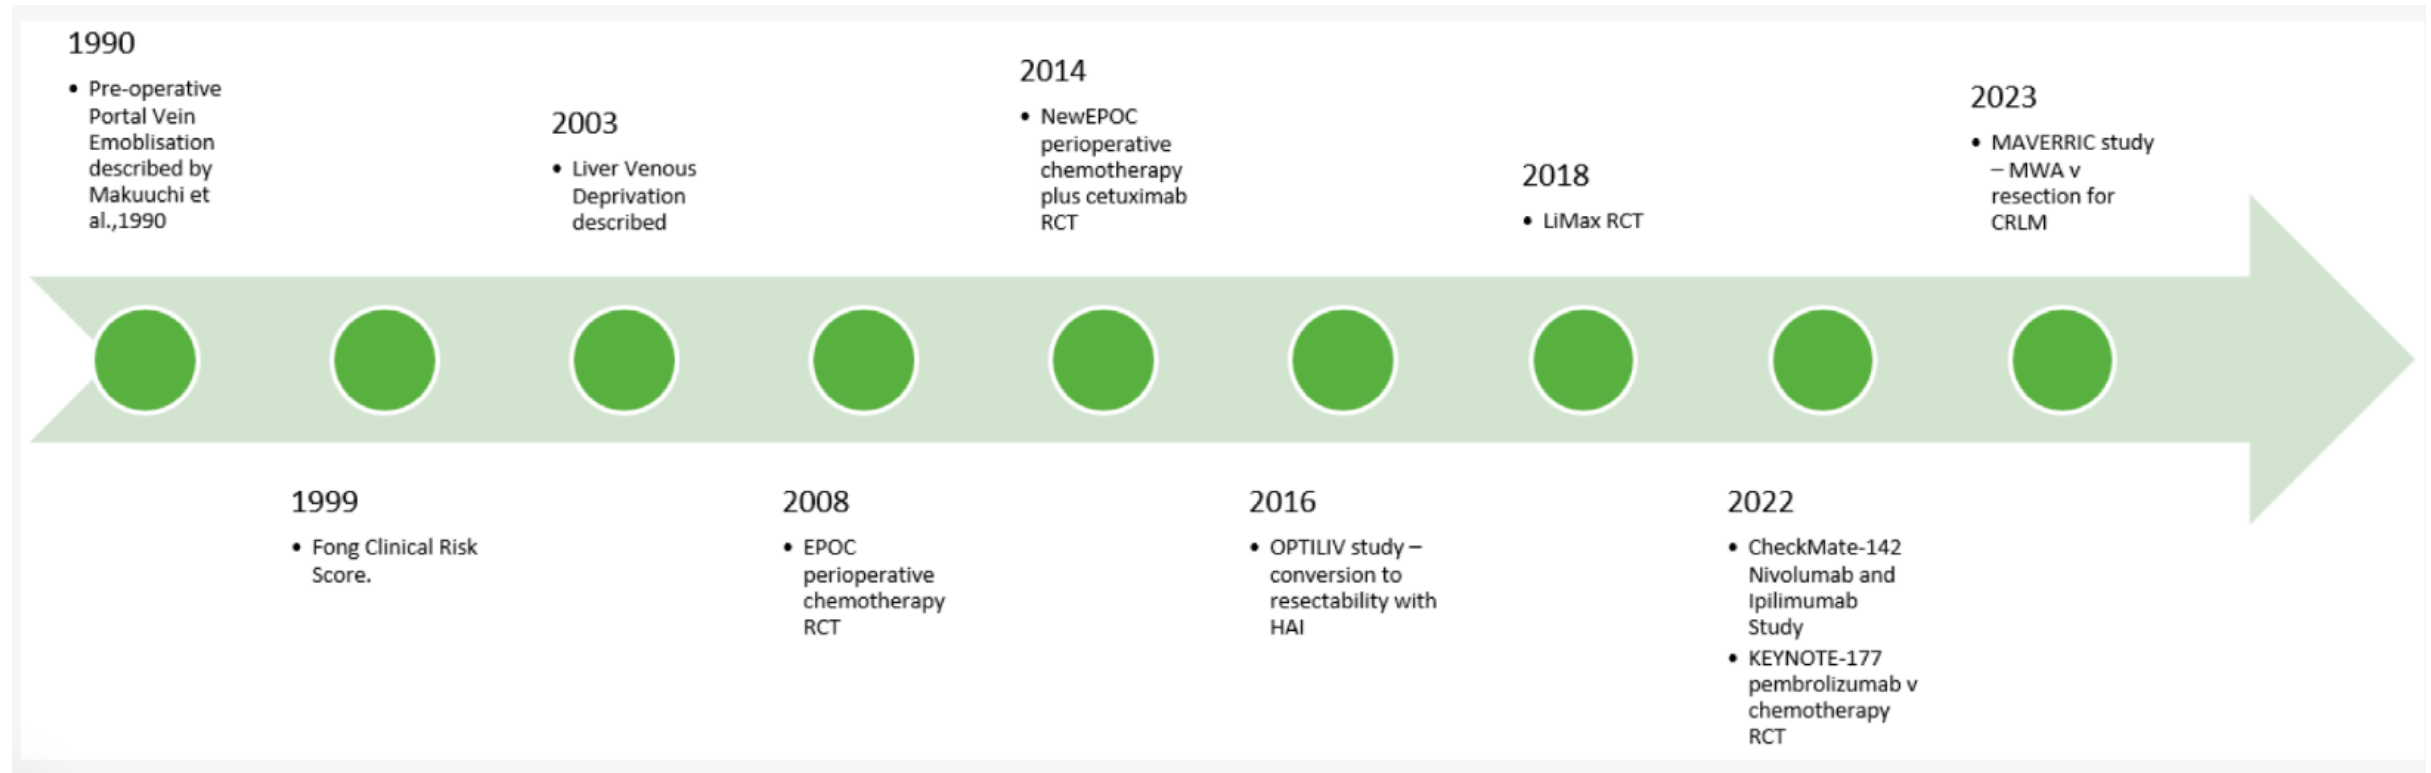 1990
• Pre-operative
Portal Vein
Emoblisation
described by
Makuuchi et
al.,1990
1999
• Fong Clinical Risk
Score.
2003
• Liver Venous
Deprivation
described
2008
• EPOC
perioperative
chemotherapy
RCT
2014
• NewEPOC
perioperative
chemotherapy
plus cetuximab
RCT
2016
• OPTILIV study –
conversion to
resectability with
HAI
2018
• LiMax RCT
2022
• CheckMate-142
Nivolumab and
Ipilimumab
Study
• KEYNOTE-177
pembrolizumab v
chemotherapy
RCT
2023
• MAVERRIC study
– MWA v
resection for
CRLM